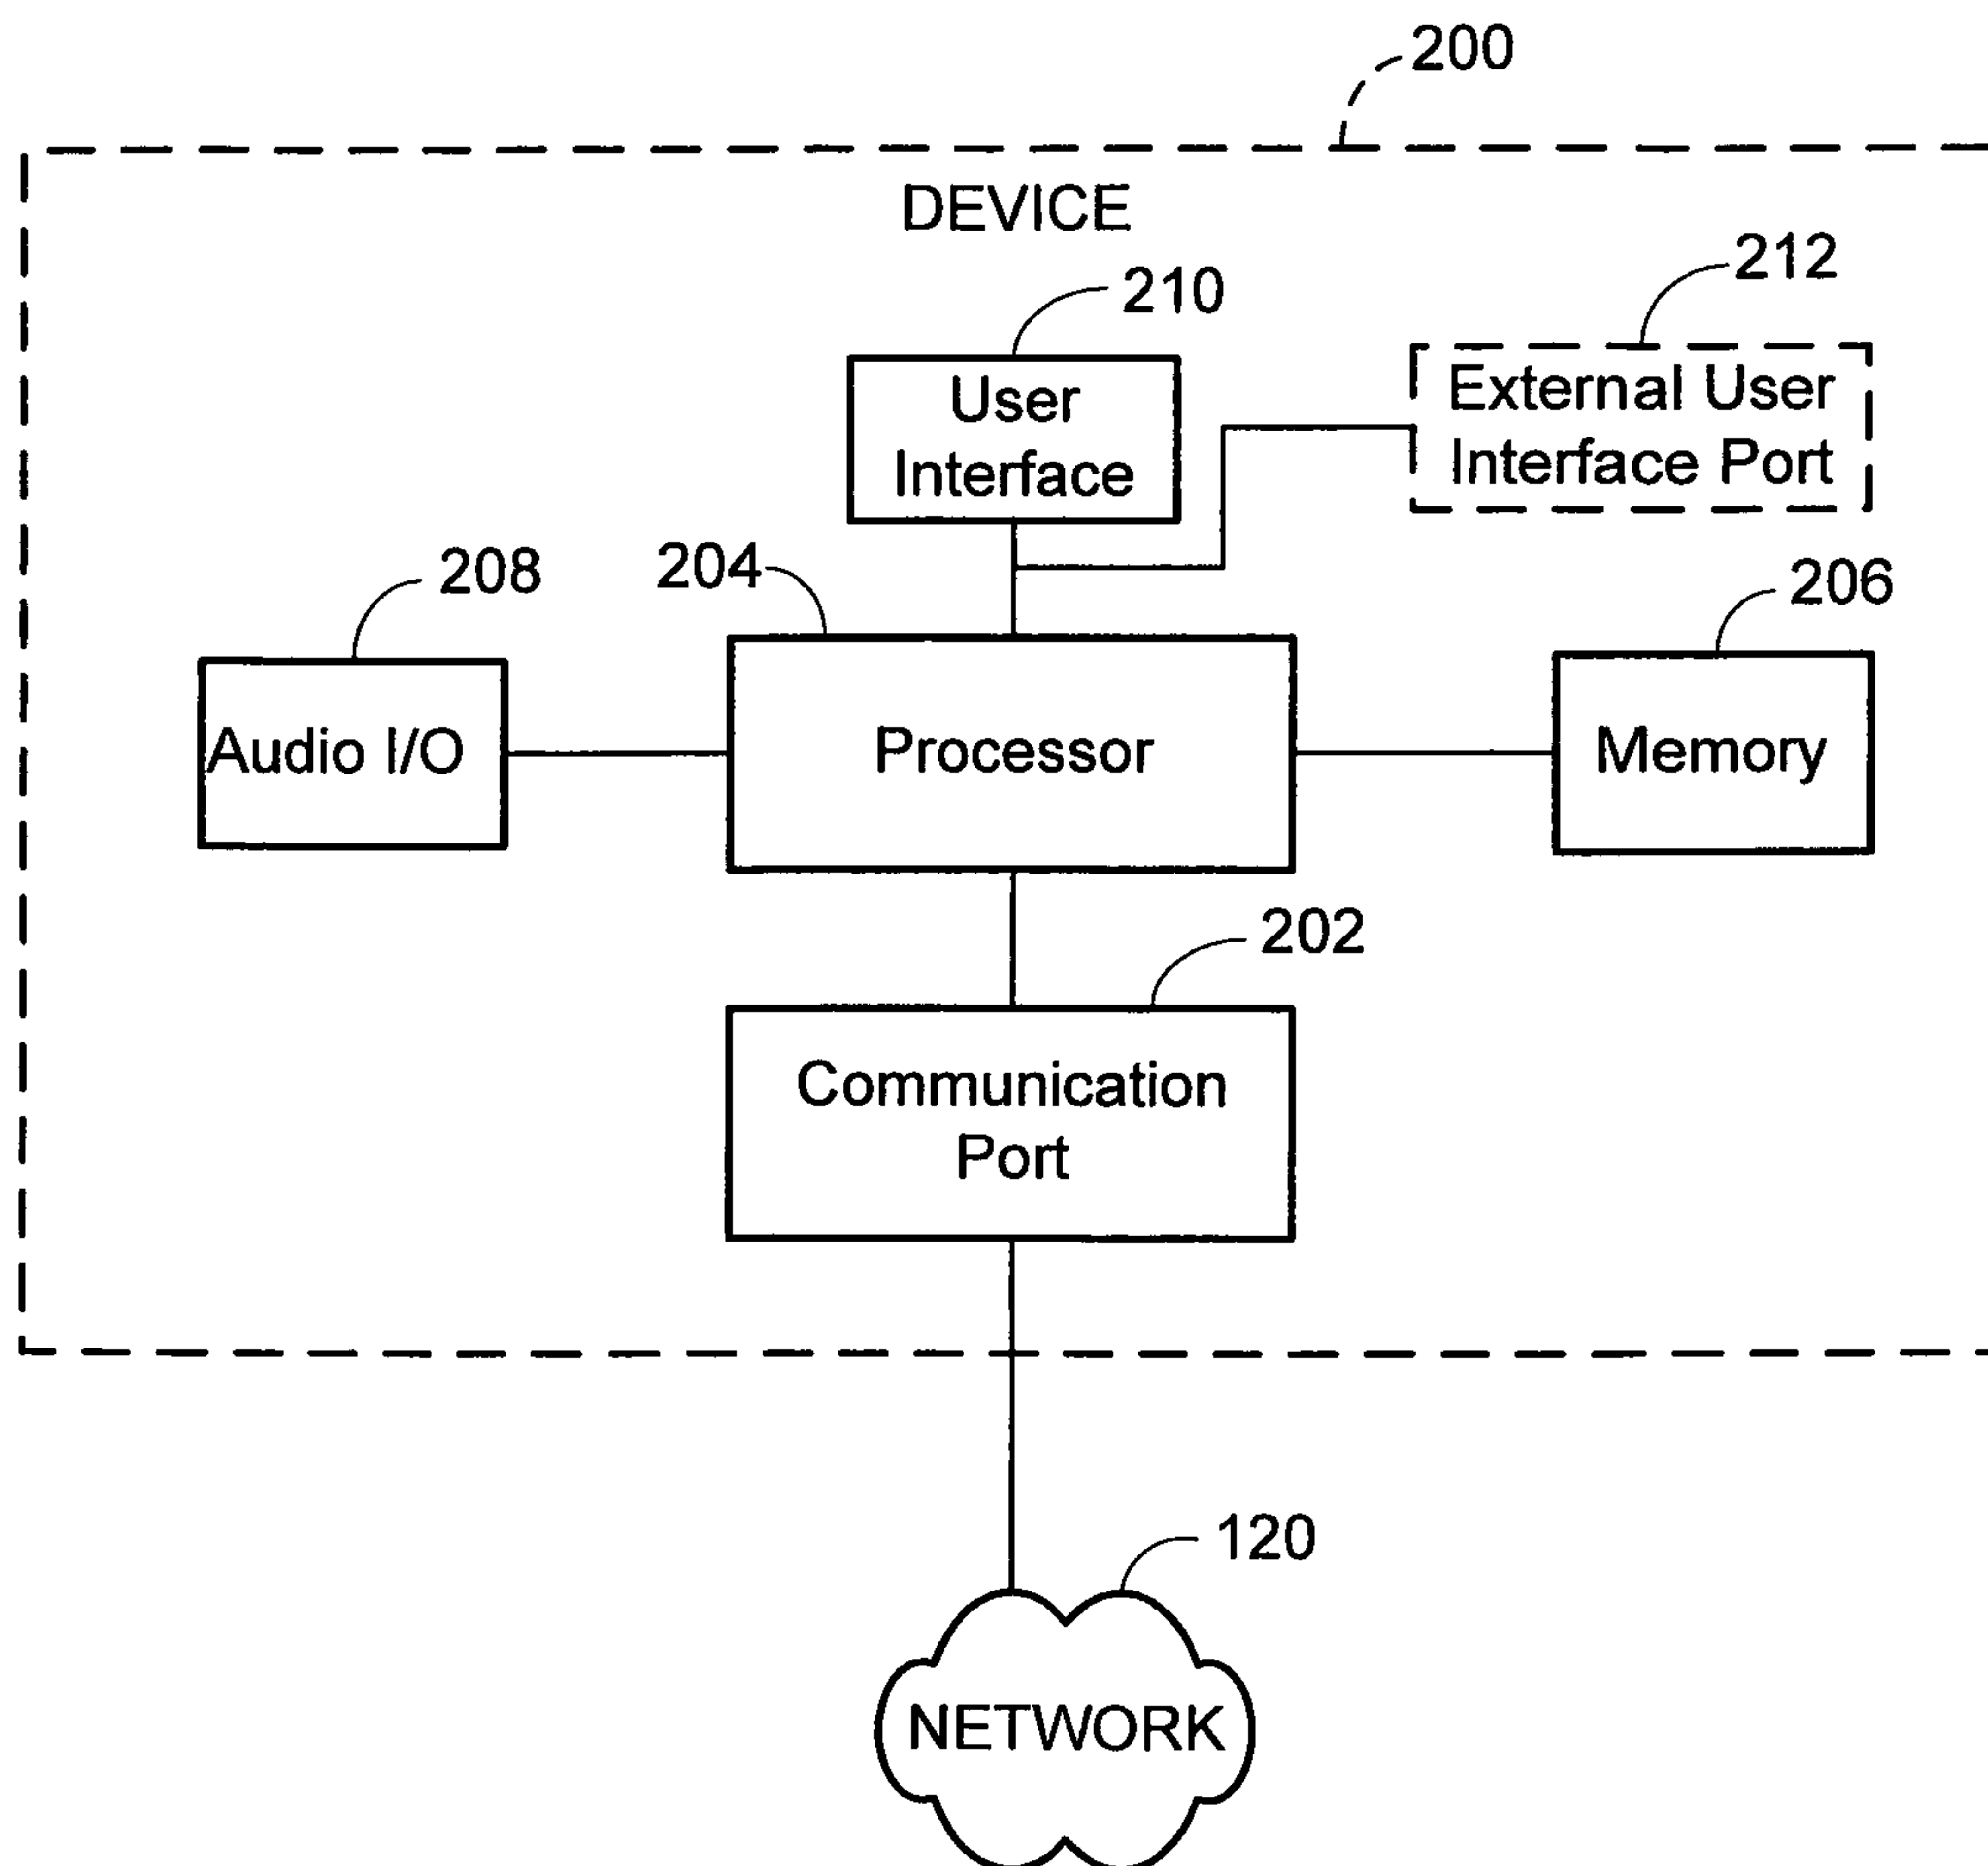 200
DEVICE
212
210
External User
Interface Port
User
Interface
208
204
206
Audio I/O
Processor
Memory
202
Communication
Port
120
NETWORK